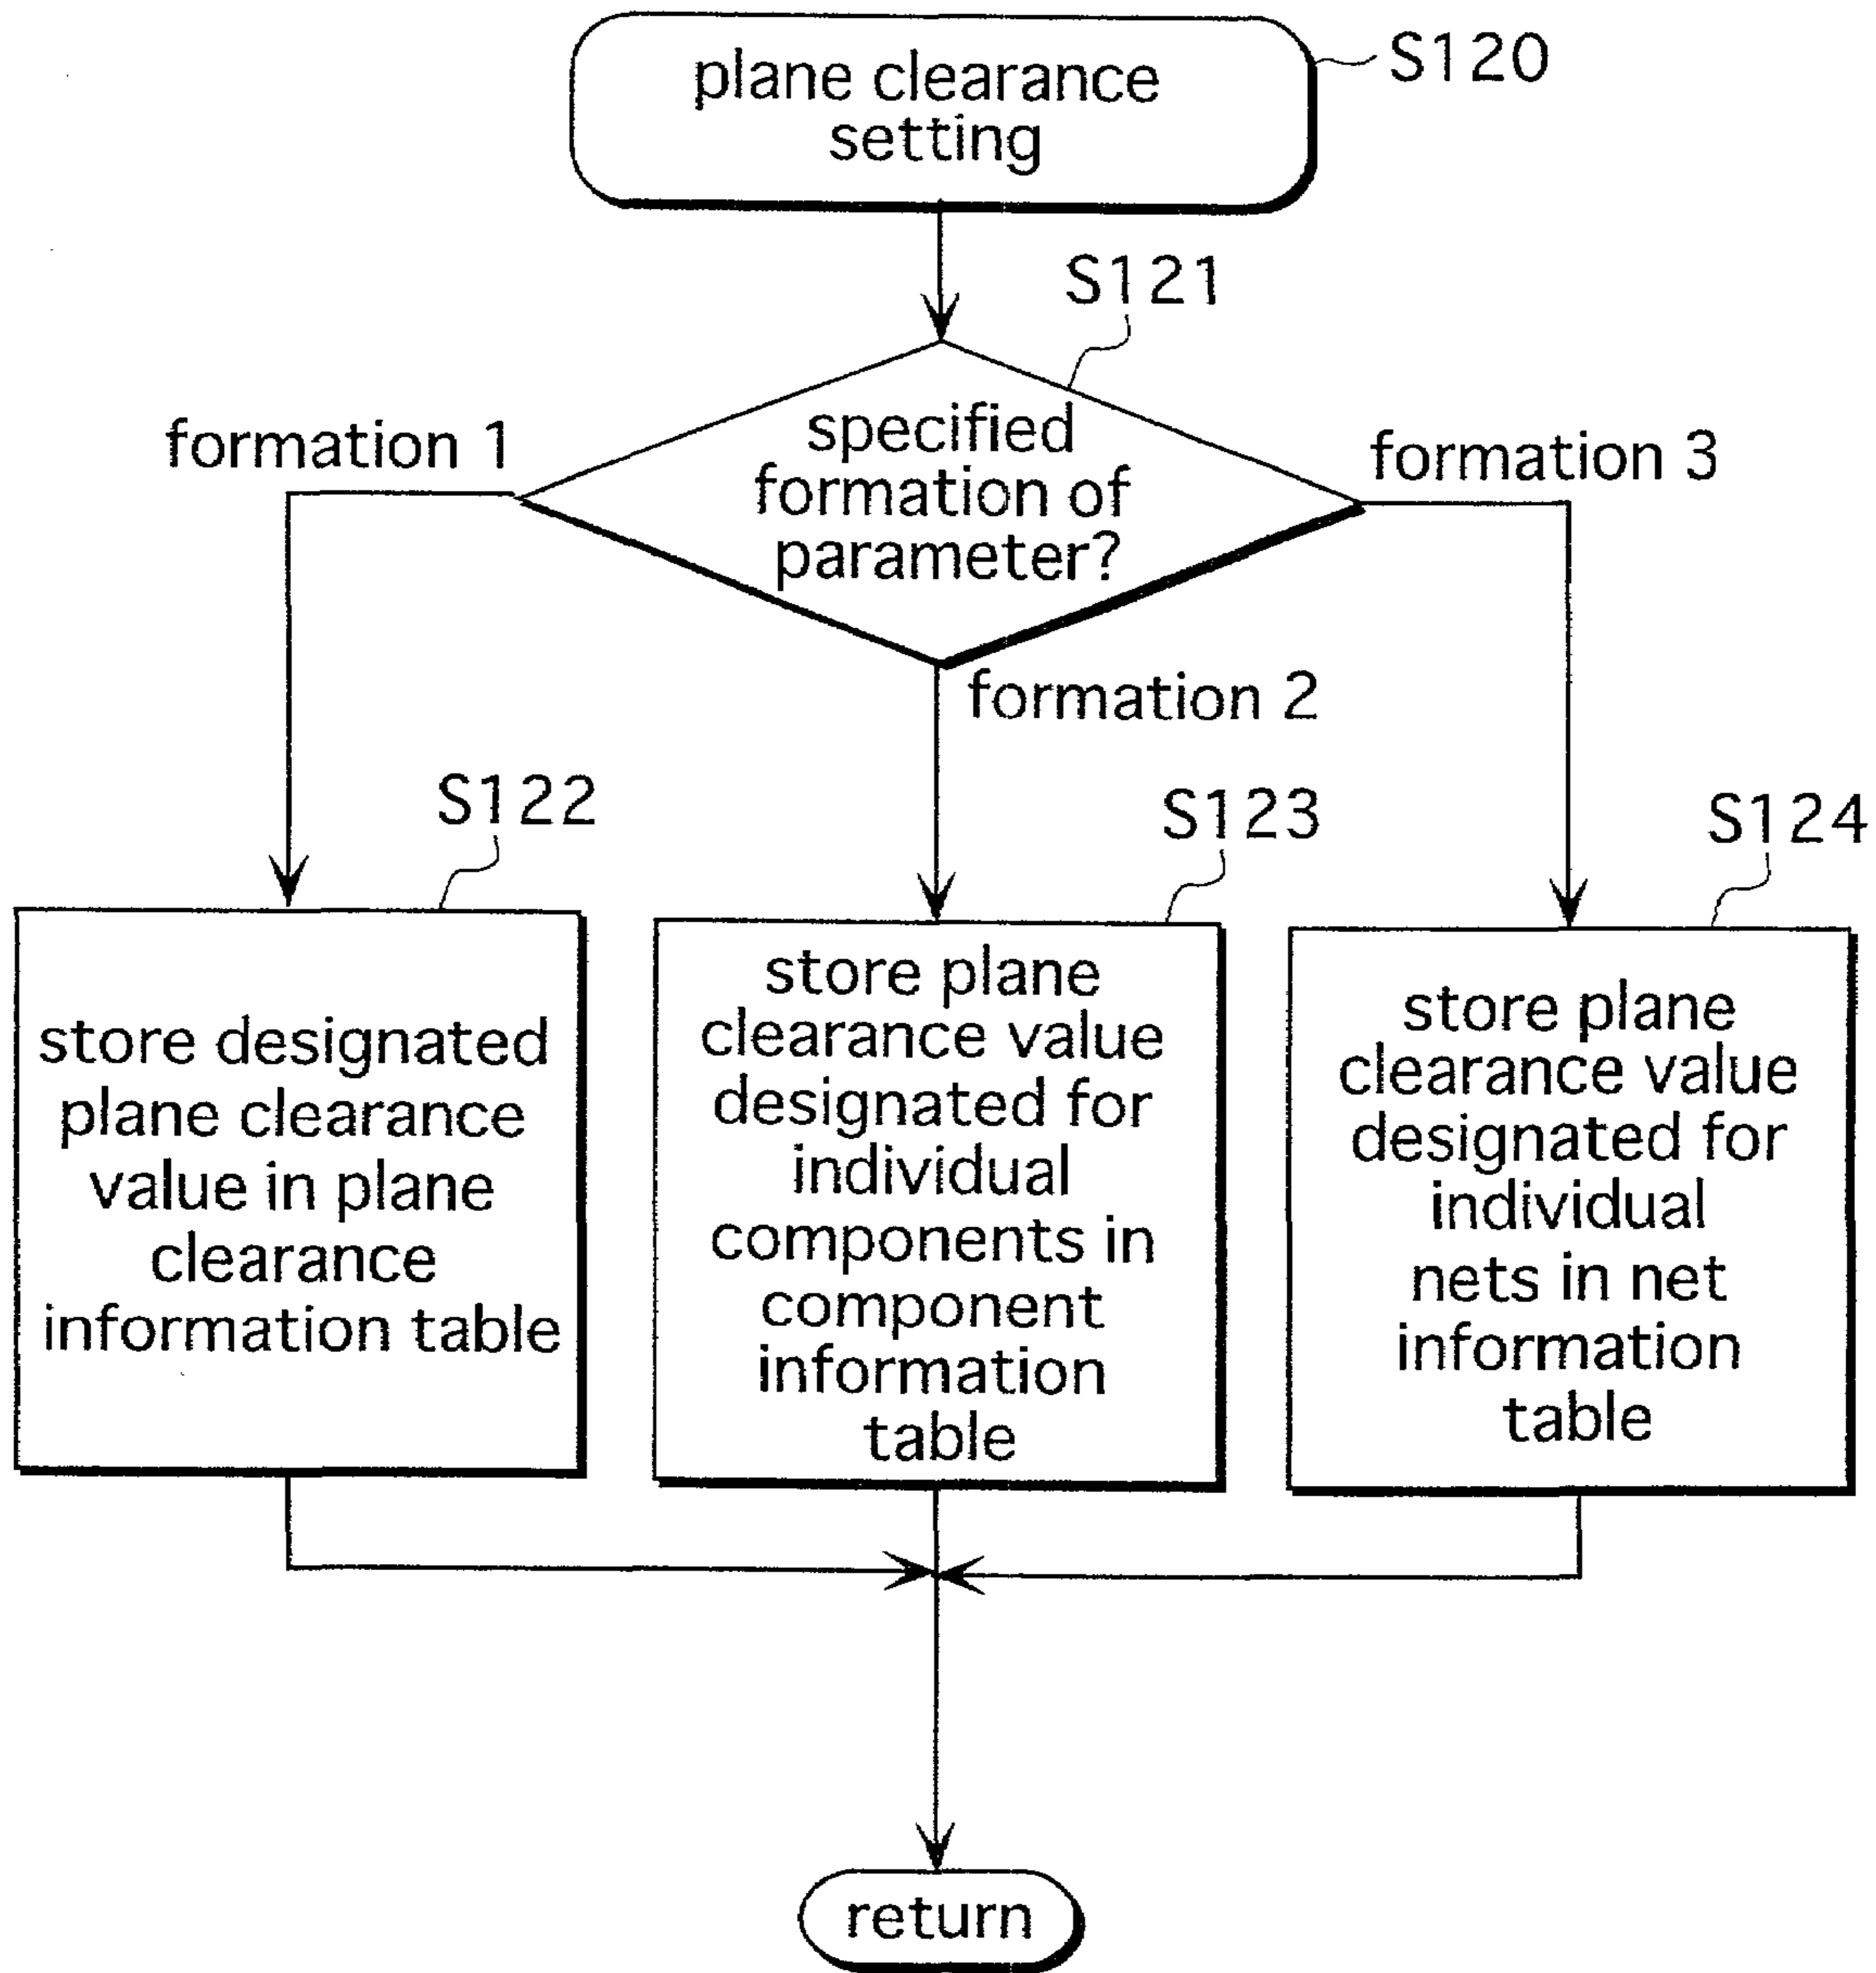 plane clearance
setting
S120
S121
specified
formation of
parameter?
formation 1
formation 3
formation 2
S122
store designated
plane clearance
value in plane
clearance
information table
S123
store plane
clearance value
designated for
individual
components in
component
information
table
S124
store plane
clearance value
designated for
individual
nets in net
information
table
return